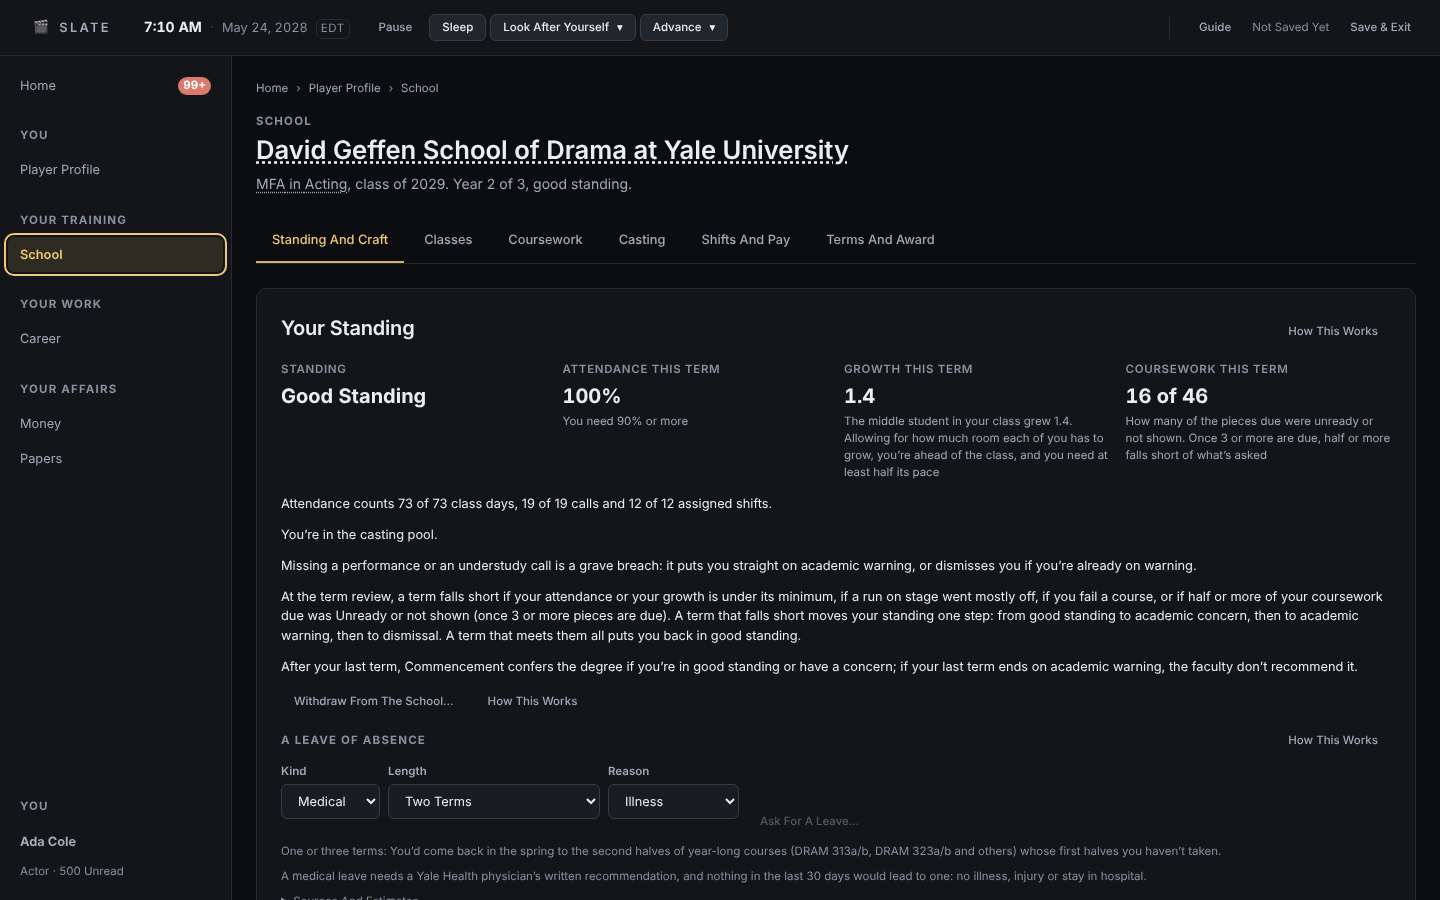 SLATE
7:10 AM · May 24, 2028 EDT
Pause
Sleep
Look After Yourself ▾
Advance ▾
Guide
Not Saved Yet
Save & Exit
Home
99+
YOU
Player Profile
YOUR TRAINING
School
YOUR WORK
Career
YOUR AFFAIRS
Money
Papers
YOU
Ada Cole
Actor · 500 Unread
Home › Player Profile › School
SCHOOL
David Geffen School of Drama at Yale University
MFA in Acting, class of 2029. Year 2 of 3, good standing.
Standing And Craft
Classes
Coursework
Casting
Shifts And Pay
Terms And Award
Your Standing
How This Works
STANDING
Good Standing
ATTENDANCE THIS TERM
100%
You need 90% or more
GROWTH THIS TERM
1.4
The middle student in your class grew 1.4.
Allowing for how much room each of you has to
grow, you’re ahead of the class, and you need at
least half its pace
COURSEWORK THIS TERM
16 of 46
How many of the pieces due were unready or
not shown. Once 3 or more are due, half or more
falls short of what’s asked
Attendance counts 73 of 73 class days, 19 of 19 calls and 12 of 12 assigned shifts.
You’re in the casting pool.
Missing a performance or an understudy call is a grave breach: it puts you straight on academic warning, or dismisses you if you’re already on warning.
At the term review, a term falls short if your attendance or your growth is under its minimum, if a run on stage went mostly off, if you fail a course, or if half or more of your coursework
due was Unready or not shown (once 3 or more pieces are due). A term that falls short moves your standing one step: from good standing to academic concern, then to academic
warning, then to dismissal. A term that meets them all puts you back in good standing.
After your last term, Commencement confers the degree if you’re in good standing or have a concern; if your last term ends on academic warning, the faculty don’t recommend it.
Withdraw From The School...
How This Works
A LEAVE OF ABSENCE
How This Works
Kind
Length
Reason
Medical
Two Terms
Illness
Ask For A Leave...
One or three terms: You’d come back in the spring to the second halves of year-long courses (DRAM 313a/b, DRAM 323a/b and others) whose first halves you haven’t taken.
A medical leave needs a Yale Health physician’s written recommendation, and nothing in the last 30 days would lead to one: no illness, injury or stay in hospital.